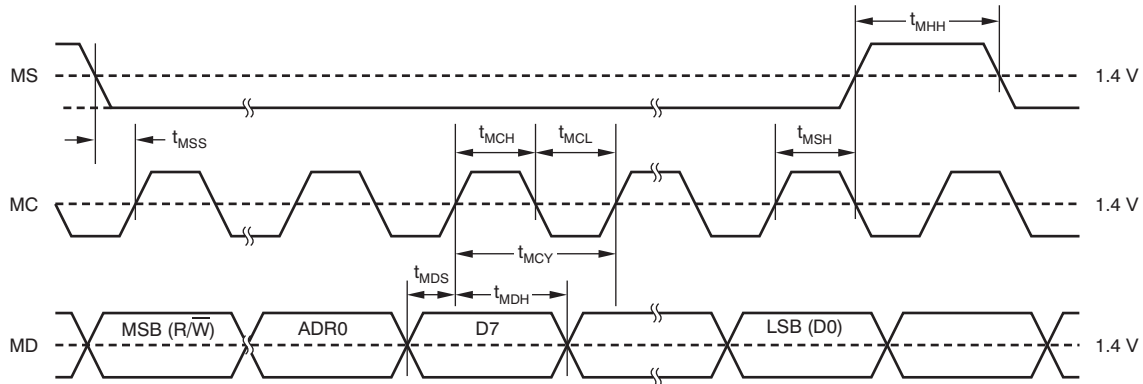 t_MHH
MS 1.4 V
t_MSS t_MCH t_MCL t_MSH
MC 1.4 V
t_MCY
t_MDS
t_MDH
MSB (R/W̅) ADR0 D7 LSB (D0)
MD 1.4 V